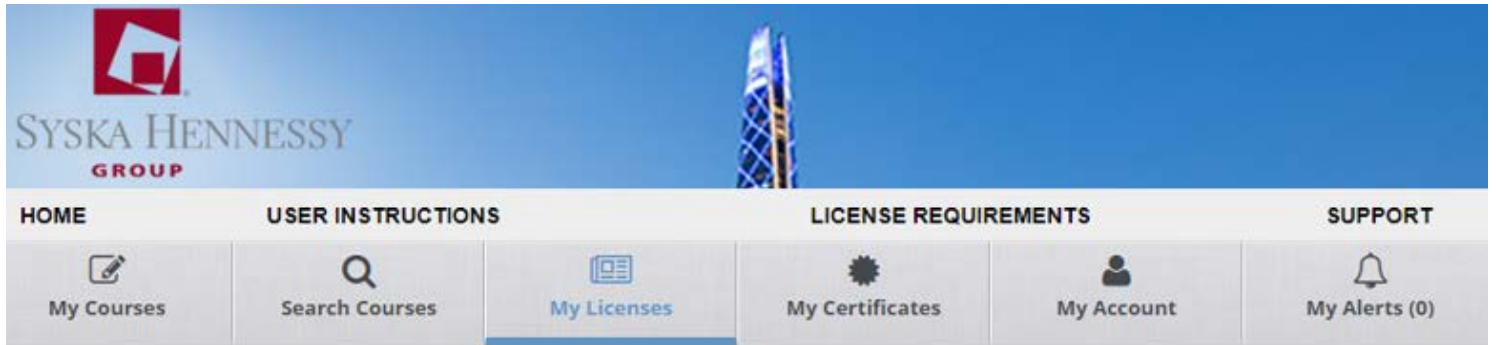 SYSKA HENNESSY
GROUP
HOME USER INSTRUCTIONS LICENSE REQUIREMENTS SUPPORT
My Courses Search Courses My Licenses My Certificates My Account My Alerts (0)